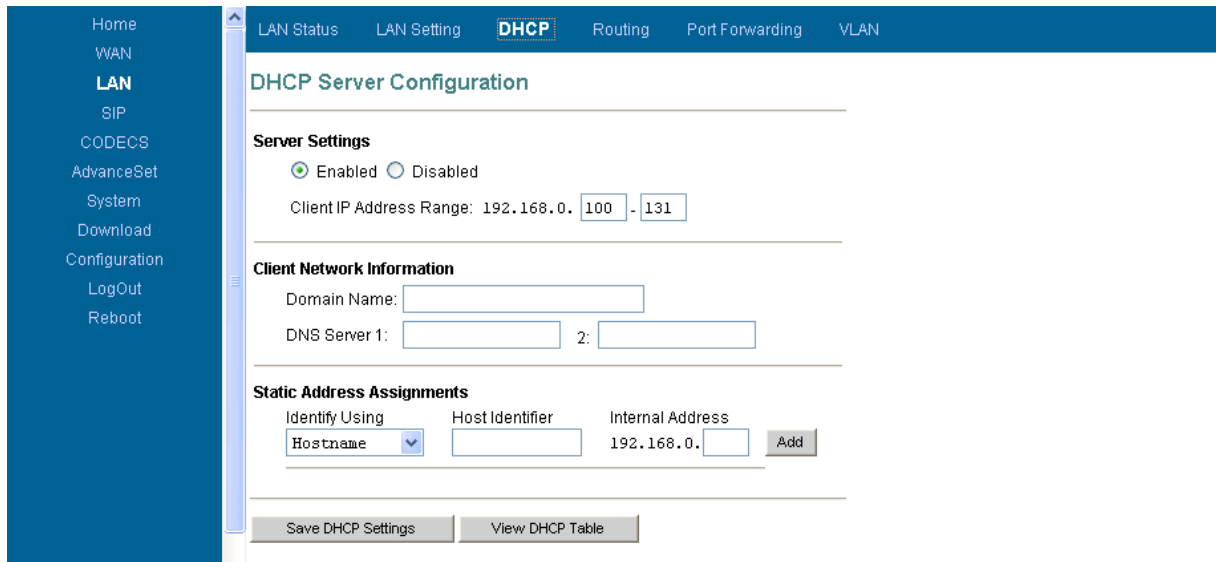 Home
WAN
LAN
SIP
CODECS
AdvanceSet
System
Download
Configuration
LogOut
Reboot
LAN Status LAN Setting DHCP Routing Port Forwarding VLAN
DHCP Server Configuration
Server Settings
Enabled Disabled
Client IP Address Range: 192.168.0. 100 - 131
Client Network Information
Domain Name:
DNS Server 1: 2:
Static Address Assignments
Identify Using Host Identifier Internal Address
Hostname 192.168.0. Add
Save DHCP Settings View DHCP Table